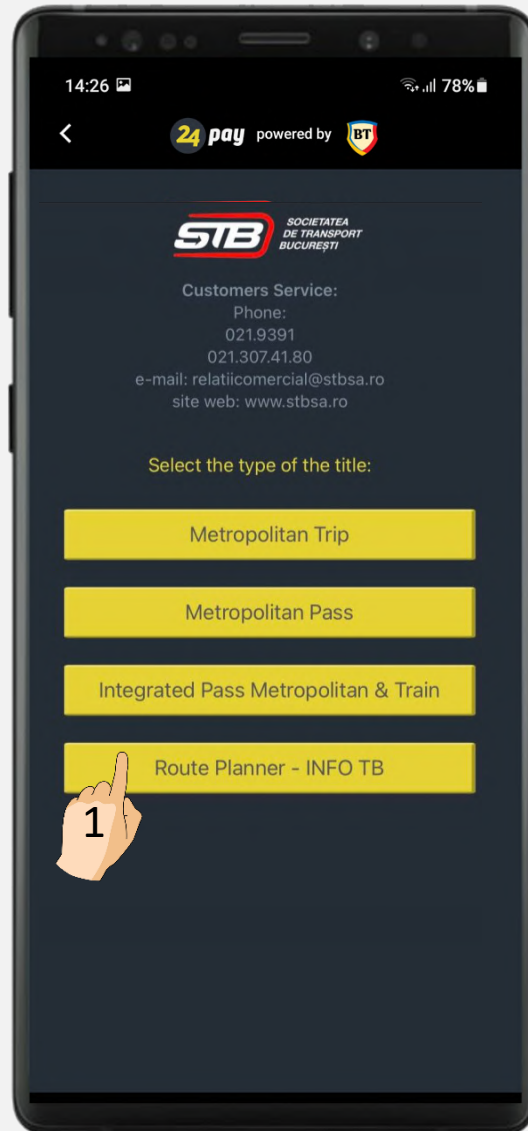 14:26 78%
24 pay powered by BT
STB SOCIETATEA
DE TRANSPORT
BUCUREȘTI
Customers Service:
Phone:
021.9391
021.307.41.80
e-mail: relatiicomercial@stbsa.ro
site web: www.stbsa.ro
Select the type of the title:
Metropolitan Trip
Metropolitan Pass
Integrated Pass Metropolitan & Train
Route Planner - INFO TB
1